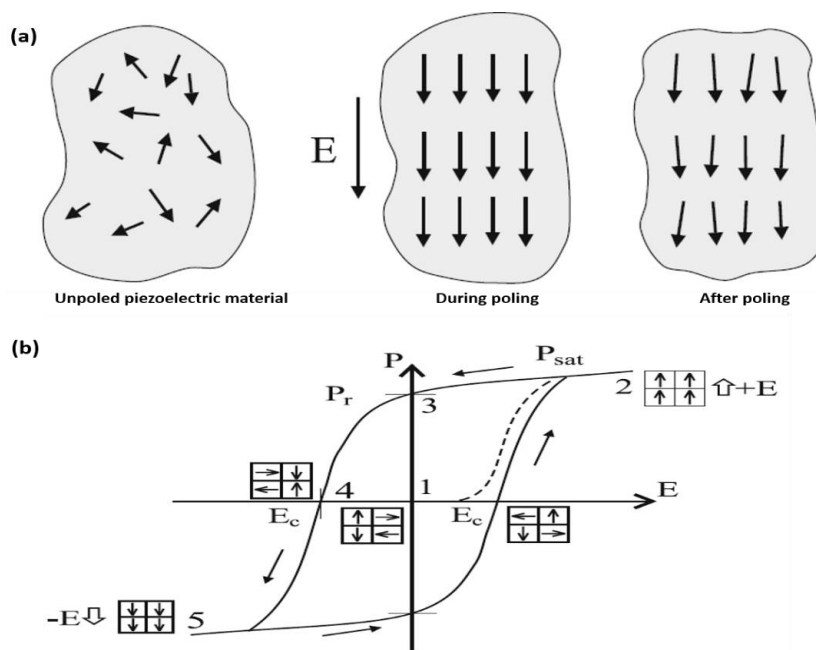 (a)
E
Unpoled piezoelectric material
During poling
After poling
(b)
P
P_sat
P_r
3
2
+E
4
1
E
E_c
E_c
-E
5